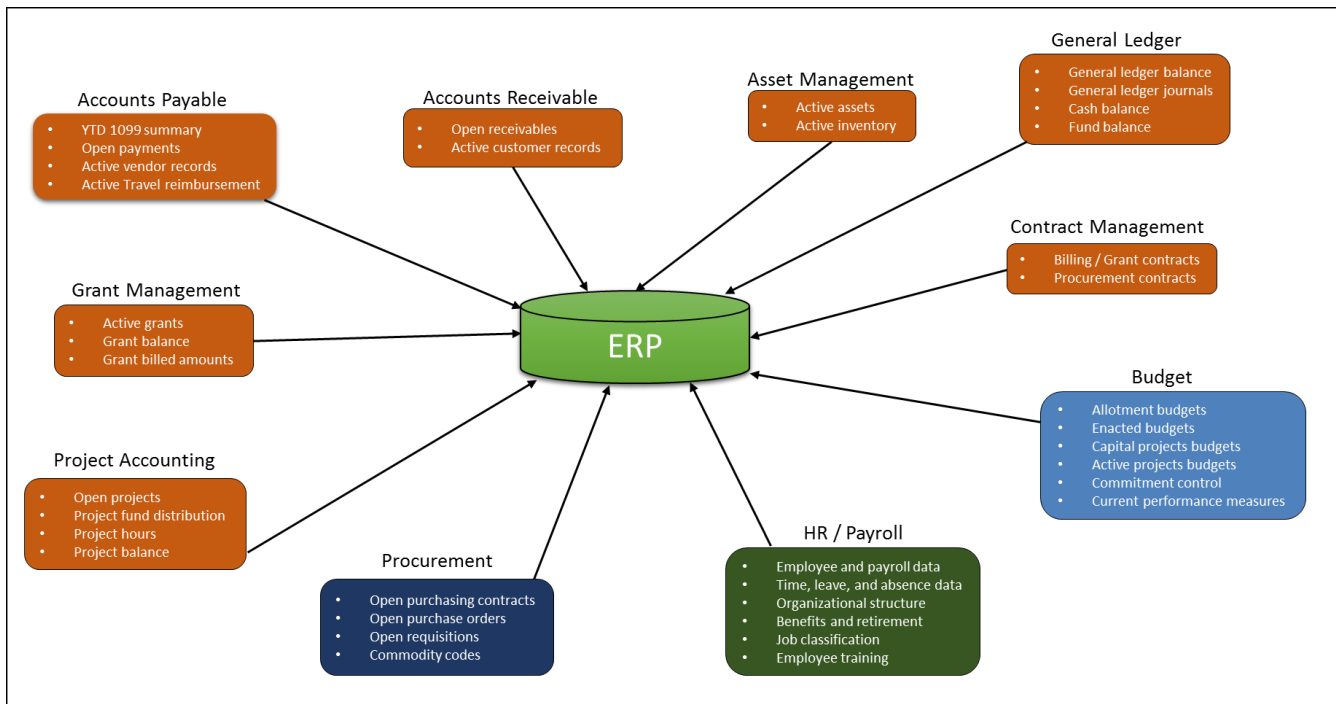 General Ledger
• General ledger balance
• General ledger journals
• Cash balance
• Fund balance
Asset Management
• Active assets
• Active inventory
Accounts Payable
• YTD 1099 summary
• Open payments
• Active vendor records
• Active Travel reimbursement
Accounts Receivable
• Open receivables
• Active customer records
Contract Management
• Billing / Grant contracts
• Procurement contracts
Grant Management
• Active grants
• Grant balance
• Grant billed amounts
ERP
Budget
• Allotment budgets
• Enacted budgets
• Capital projects budgets
• Active projects budgets
• Commitment control
• Current performance measures
Project Accounting
• Open projects
• Project fund distribution
• Project hours
• Project balance
Procurement
• Open purchasing contracts
• Open purchase orders
• Open requisitions
• Commodity codes
HR / Payroll
• Employee and payroll data
• Time, leave, and absence data
• Organizational structure
• Benefits and retirement
• Job classification
• Employee training